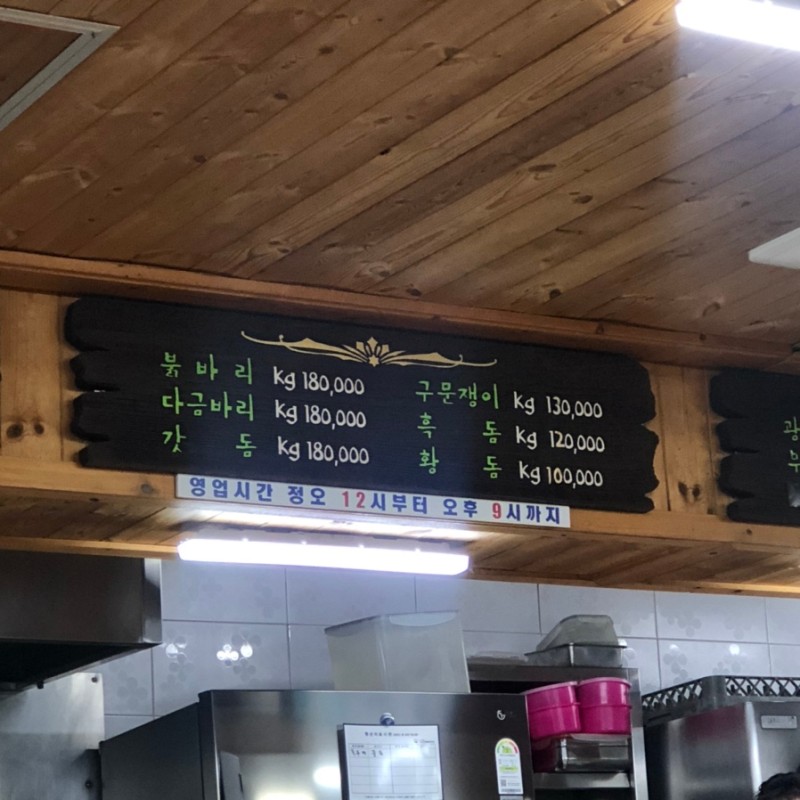 붉바리 Kg 180,000
다금바리 Kg 180,000
갓돔 Kg 180,000
구문쟁이 Kg 130,000
흑돔 Kg 120,000
황돔 Kg 100,000
영업시간 정오 12시부터 오후 9시까지